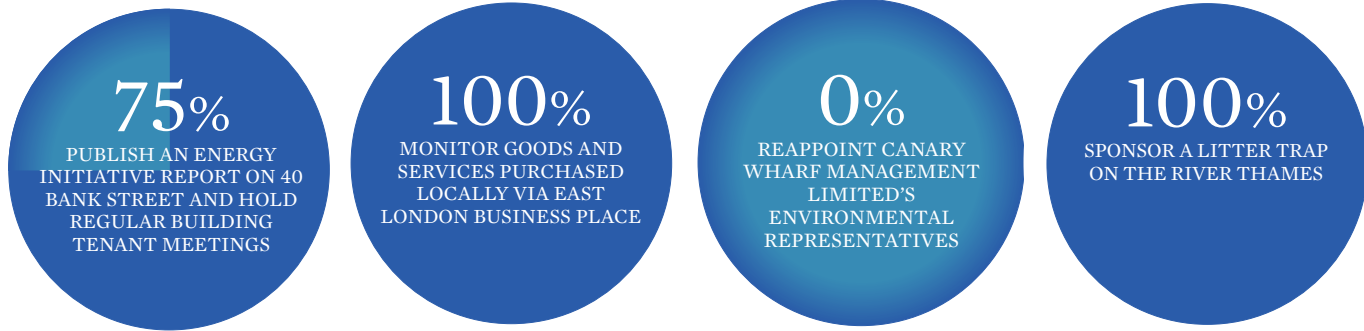 75%
PUBLISH AN ENERGY
INITIATIVE REPORT ON 40
BANK STREET AND HOLD
REGULAR BUILDING
TENANT MEETINGS
100%
MONITOR GOODS AND
SERVICES PURCHASED
LOCALLY VIA EAST
LONDON BUSINESS PLACE
0%
REAPPOINT CANARY
WHARF MANAGEMENT
LIMITED’S
ENVIRONMENTAL
REPRESENTATIVES
100%
SPONSOR A LITTER TRAP
ON THE RIVER THAMES